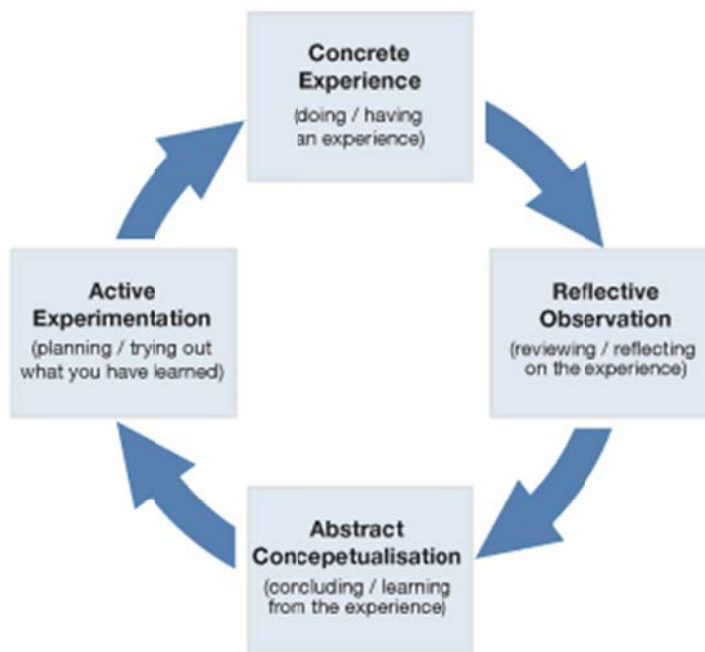 Concrete
Experience
(doing / having
an experience)
Active
Experimentation
(planning / trying out
what you have learned)
Reflective
Observation
(reviewing / reflecting
on the experience)
Abstract
Concepetualisation
(concluding / learning
from the experience)